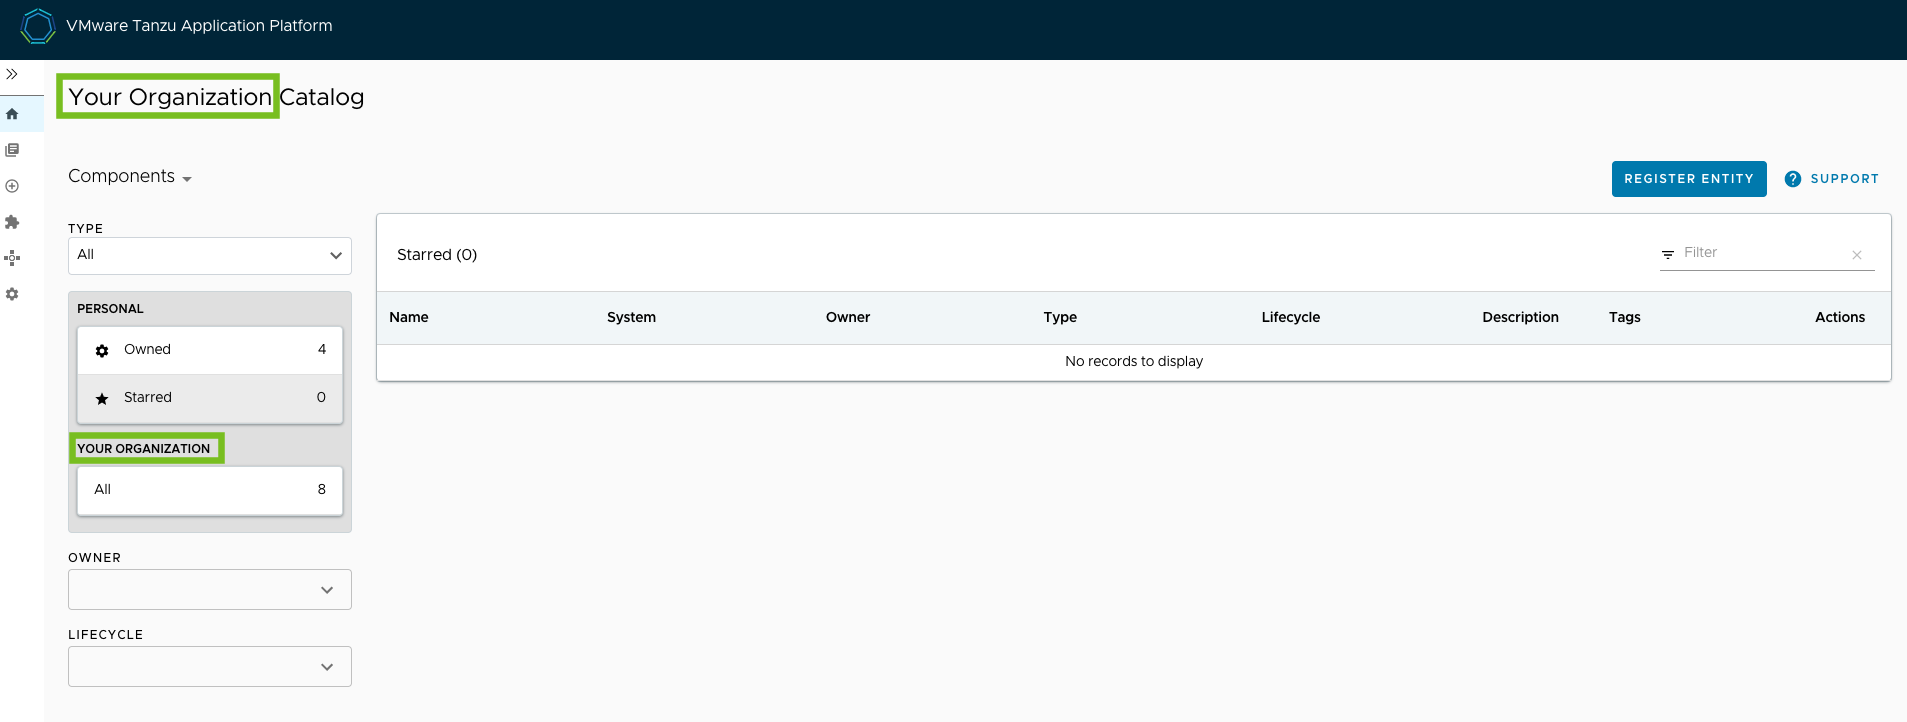 VMware Tanzu Application Platform
Your Organization Catalog
Components
REGISTER ENTITY
SUPPORT
TYPE
All
PERSONAL
Owned 4
Starred 0
YOUR ORGANIZATION
All 8
OWNER
LIFECYCLE
Starred (0)
Filter
Name System Owner Type Lifecycle Description Tags Actions
No records to display